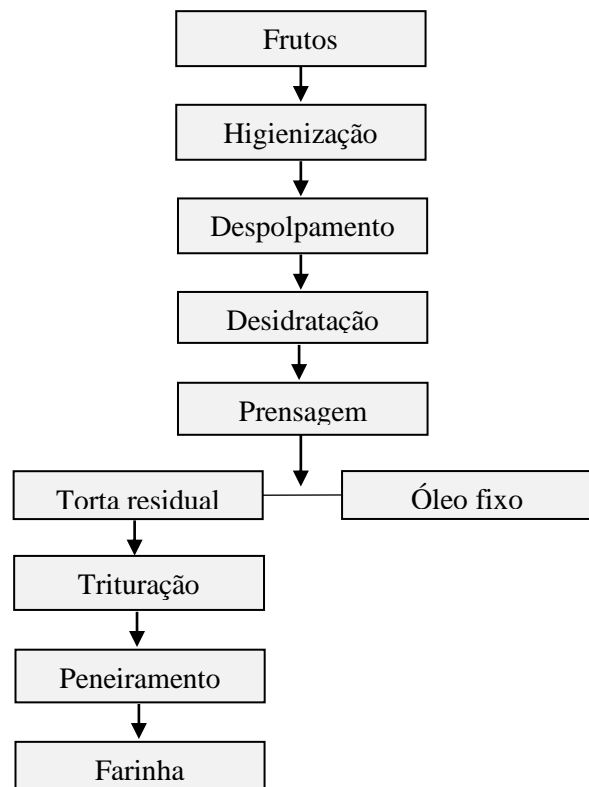 Frutos
Higienização
Despolpamento
Desidratação
Prensagem
Torta residual
Óleo fixo
Trituração
Peneiramento
Farinha